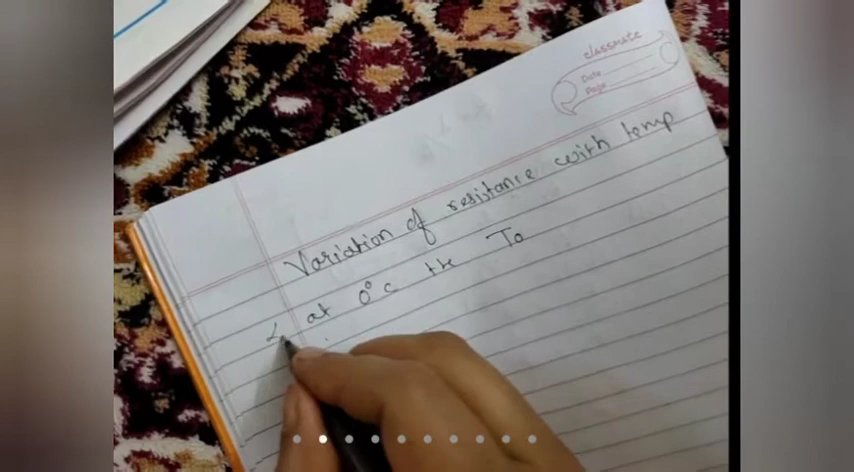 classmate
Date
Page
Variation of resistance with temp
at 0°c the To